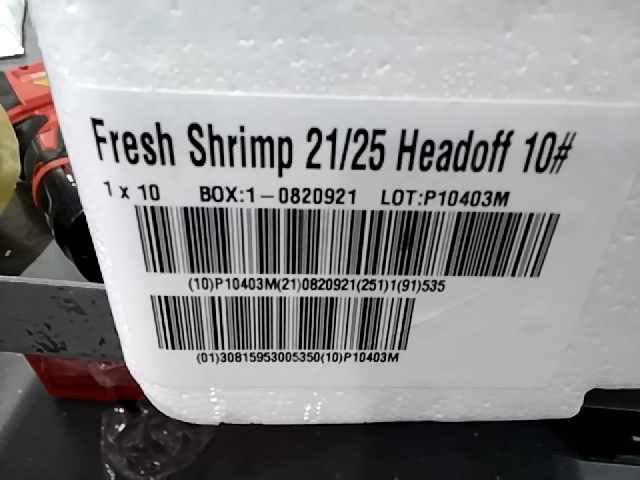 Fresh Shrimp 21/25 Headoff 10#
1 x 10 BOX:1-0820921 LOT:P10403M
(10)P10403M(21)0820921(251)1(91)535
(01)30815953005350(10)P10403M